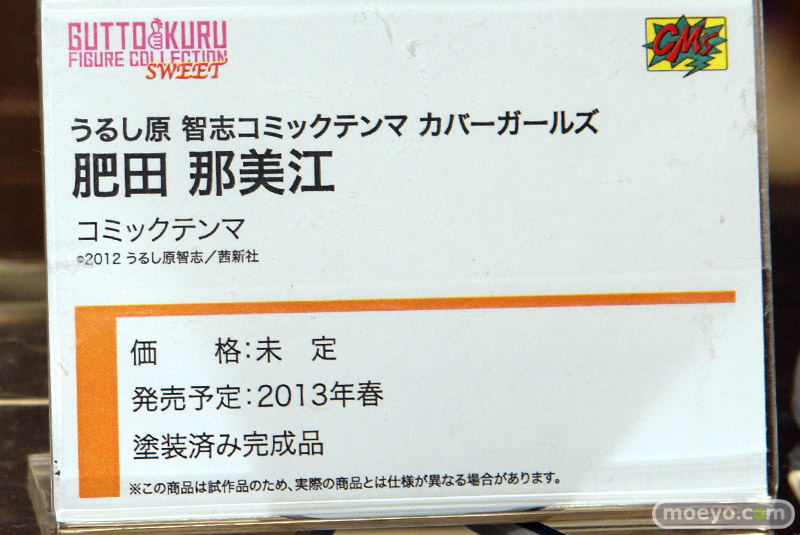 GUTTO KURU
FIGURE COLLECTION
SWEET
CM's
うるし原 智志コミックテンマ カバーガールズ
肥田 那美江
コミックテンマ
©2012 うるし原智志／茜新社
価　　格：未　定
発売予定：2013年春
塗装済み完成品
※この商品は試作品のため、実際の商品とは仕様が異なる場合があります。
moeyo.com